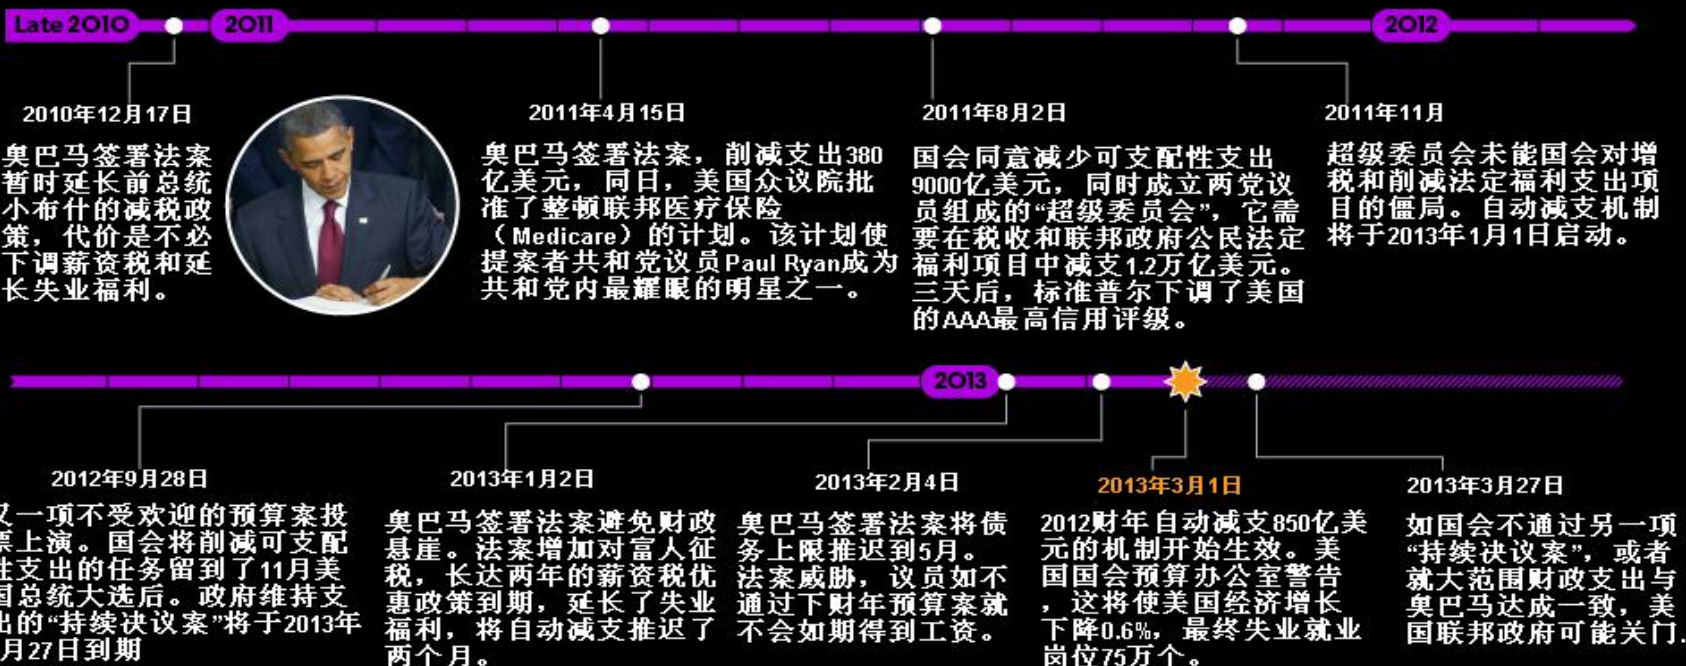 Late 2010
2011
2012
2010年12月17日
奥巴马签署法案
暂时延长前总统
小布什的减税政
策，代价是不必
下调薪资税和延
长失业福利。
2011年4月15日
奥巴马签署法案，削减支出380
亿美元，同日，美国众议院批
准了整顿联邦医疗保险
（Medicare）的计划。该计划使
提案者共和党议员Paul Ryan成为
共和党内最耀眼的明星之一。
2011年8月2日
国会同意减少可支配性支出
9000亿美元，同时成立两党议
员组成的“超级委员会”，它需
要在税收和联邦政府公民法定
福利项目中减支1.2万亿美元。
三天后，标准普尔下调了美国
的AAA最高信用评级。
2011年11月
超级委员会未能国会对增
税和削减法定福利支出项
目的僵局。自动减支机制
将于2013年1月1日启动。
2013
2012年9月28日
又一项不受欢迎的预算案投
票上演。国会将削减可支配
性支出的任务留到了11月美
国总统大选后。政府维持支
出的“持续决议案”将于2013年
月27日到期
2013年1月2日
奥巴马签署法案避免财政
悬崖。法案增加对富人征
税，长达两年的薪资税优
惠政策到期，延长了失业
福利，将自动减支推迟了
两个月。
2013年2月4日
奥巴马签署法案将债
务上限推迟到5月。
法案威胁，议员如不
通过下财年预算案就
不会如期得到工资。
2013年3月1日
2012财年自动减支850亿美
元的机制开始生效。美
国国会预算办公室警告
，这将使美国经济增长
下降0.6%，最终失业就业
岗位75万个。
2013年3月27日
如国会不通过另一项
“持续决议案”，或者
就大范围财政支出与
奥巴马达成一致，美
国联邦政府可能关门.